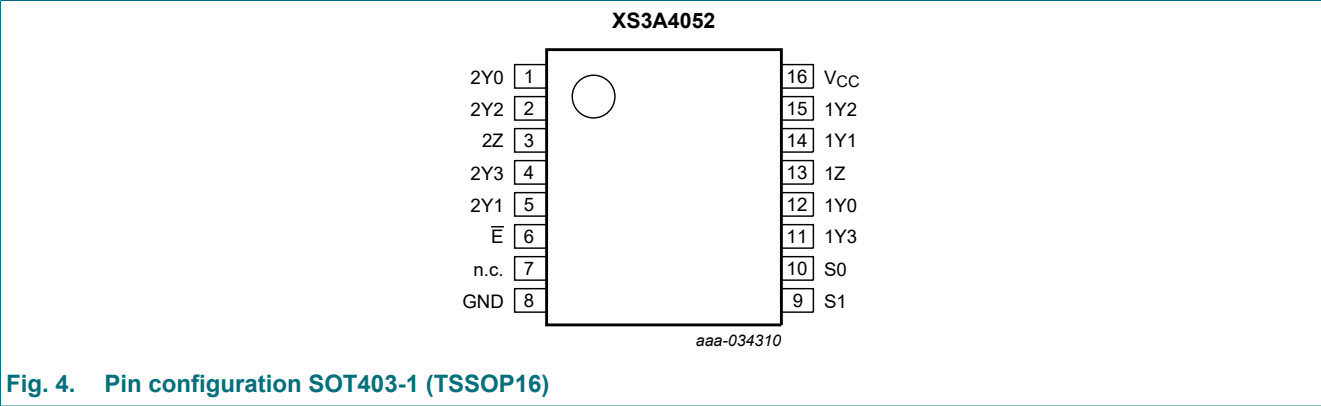 XS3A4052
2Y0 1 16 VCC
2Y2 2 15 1Y2
2Z 3 14 1Y1
2Y3 4 13 1Z
2Y1 5 12 1Y0
E̅ 6 11 1Y3
n.c. 7 10 S0
GND 8 9 S1
aaa-034310
Fig. 4. Pin configuration SOT403-1 (TSSOP16)